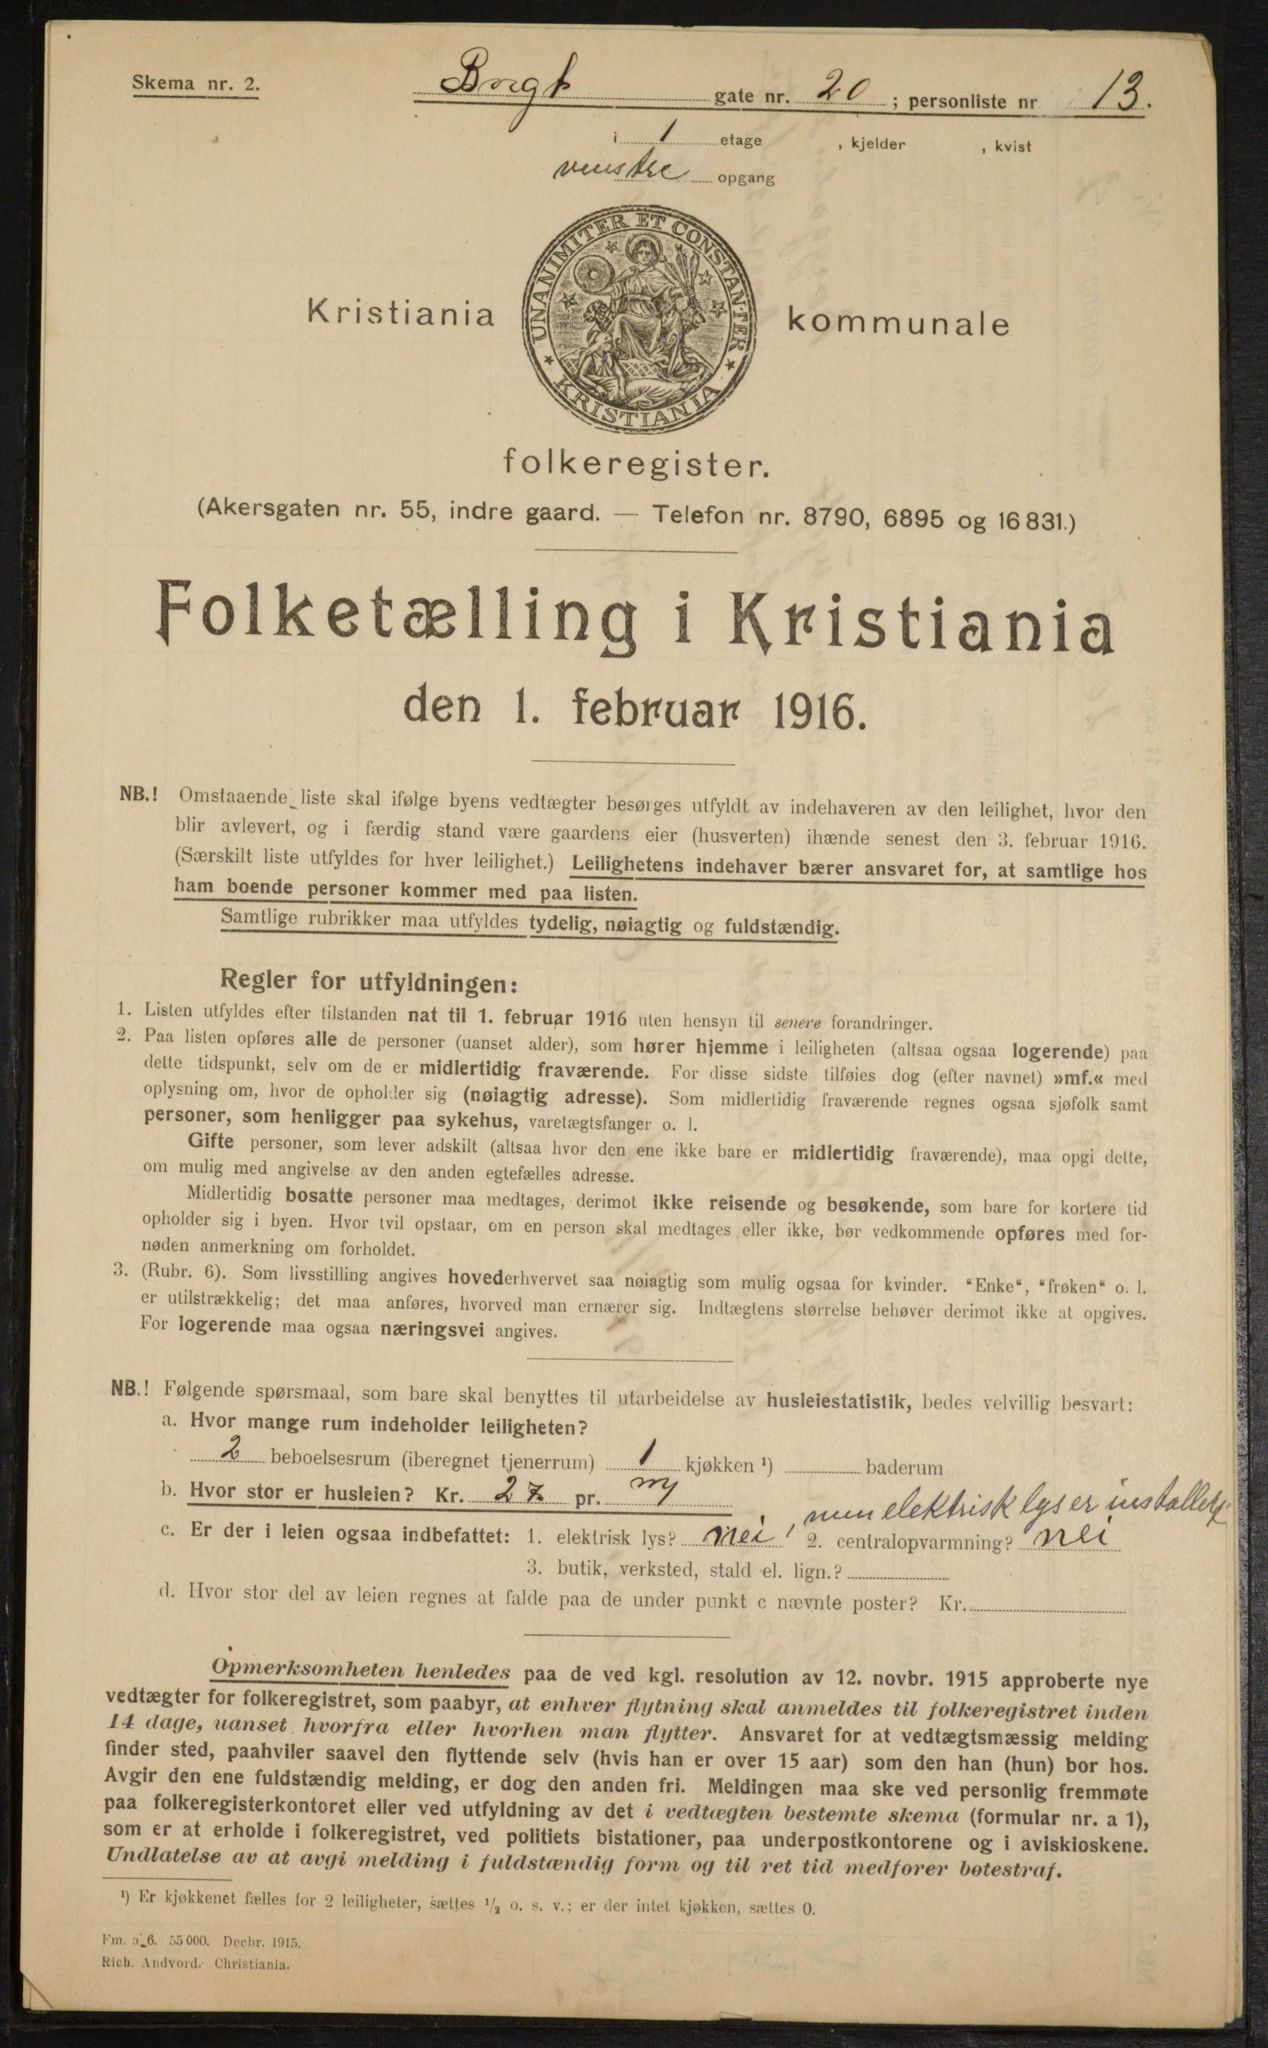 Skema nr. 2.
Borgt gate nr. 20 ; personliste nr 13.
i 1 etage , kjelder , kvist
venstre opgang
UNANIMITER ET CONSTANTER
KRISTIANIA
Kristiania kommunale
folkeregister.
(Akersgaten nr. 55, indre gaard. — Telefon nr. 8790, 6895 og 16 831.)
Folketælling i Kristiania
den 1. februar 1916.
NB.! Omstaaende liste skal ifølge byens vedtægter besørges utfyldt av indehaveren av den leilighet, hvor den
blir avlevert, og i færdig stand være gaardens eier (husverten) ihænde senest den 3. februar 1916.
(Særskilt liste utfyldes for hver leilighet.) Leilighetens indehaver bærer ansvaret for, at samtlige hos
ham boende personer kommer med paa listen.
Samtlige rubrikker maa utfyldes tydelig, nøiagtig og fuldstændig.
Regler for utfyldningen:
1. Listen utfyldes efter tilstanden nat til 1. februar 1916 uten hensyn til senere forandringer.
2. Paa listen opføres alle de personer (uanset alder), som hører hjemme i leiligheten (altsaa ogsaa logerende) paa
dette tidspunkt, selv om de er midlertidig fraværende. For disse sidste tilføies dog (efter navnet) »mf.« med
oplysning om, hvor de opholder sig (nøiagtig adresse). Som midlertidig fraværende regnes ogsaa sjøfolk samt
personer, som henligger paa sykehus, varetægtsfanger o. l.
Gifte personer, som lever adskilt (altsaa hvor den ene ikke bare er midlertidig fraværende), maa opgi dette,
om mulig med angivelse av den anden egtefælles adresse.
Midlertidig bosatte personer maa medtages, derimot ikke reisende og besøkende, som bare for kortere tid
opholder sig i byen. Hvor tvil opstaar, om en person skal medtages eller ikke, bør vedkommende opføres med for-
nøden anmerkning om forholdet.
3. (Rubr. 6). Som livsstilling angives hovederhvervet saa nøiagtig som mulig ogsaa for kvinder. "Enke“, "frøken“ o. l.
er utilstrækkelig; det maa anføres, hvorved man ernærer sig. Indtægtens størrelse behøver derimot ikke at opgives.
For logerende maa ogsaa næringsvei angives.
NB.! Følgende spørsmaal, som bare skal benyttes til utarbeidelse av husleiestatistik, bedes velvillig besvart:
a. Hvor mange rum indeholder leiligheten?
2 beboelsesrum (iberegnet tjenerrum) 1 kjøkken ¹) baderum
b. Hvor stor er husleien? Kr. 27 pr. m
men elektrisk lys er installert
c. Er der i leien ogsaa indbefattet: 1. elektrisk lys? nei, 2. centralopvarmning? nei
3. butik, verksted, stald el. lign.?
d. Hvor stor del av leien regnes at falde paa de under punkt c nævnte poster? Kr.
Opmerksomheten henledes paa de ved kgl. resolution av 12. novbr. 1915 approberte nye
vedtægter for folkeregistret, som paabyr, at enhver flytning skal anmeldes til folkeregistret inden
14 dage, uanset hvorfra eller hvorhen man flytter. Ansvaret for at vedtægtsmæssig melding
finder sted, paahviler saavel den flyttende selv (hvis han er over 15 aar) som den han (hun) bor hos.
Avgir den ene fuldstændig melding, er dog den anden fri. Meldingen maa ske ved personlig fremmøte
paa folkeregisterkontoret eller ved utfyldning av det i vedtægten bestemte skema (formular nr. a 1),
som er at erholde i folkeregistret, ved politiets bistationer, paa underpostkontorene og i aviskioskene.
Undlatelse av at avgi melding i fuldstændig form og til ret tid medfører bøtestraf.
¹) Er kjøkkenet fælles for 2 leiligheter, sættes ½ o. s. v.; er der intet kjøkken, sættes 0.
Fm. a 6. 55 000. Decbr. 1915.
Rich. Andvord. Christiania.